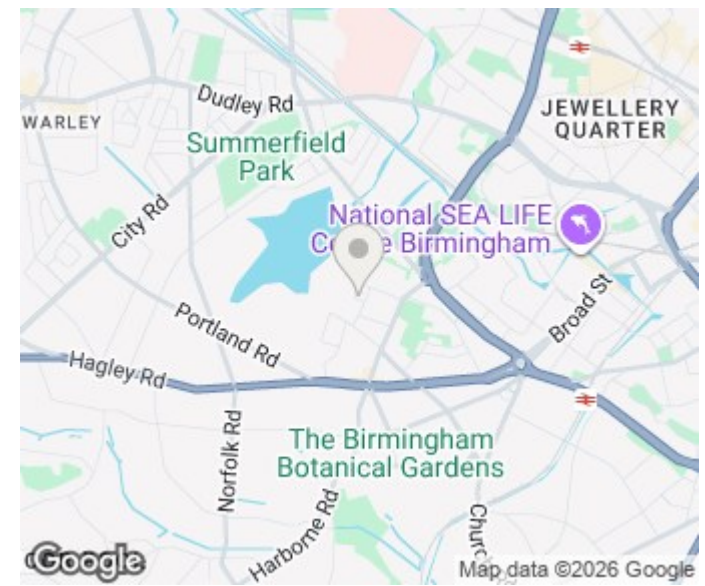 Dudley Rd
WARLEY
JEWELLERY
QUARTER
Summerfield
Park
City Rd
National SEA LIFE
Birmingham
Broad St
Portland Rd
Hagley Rd
Norfolk Rd
The Birmingham
Botanical Gardens
Harborne Rd
Google
Map data ©2026 Google